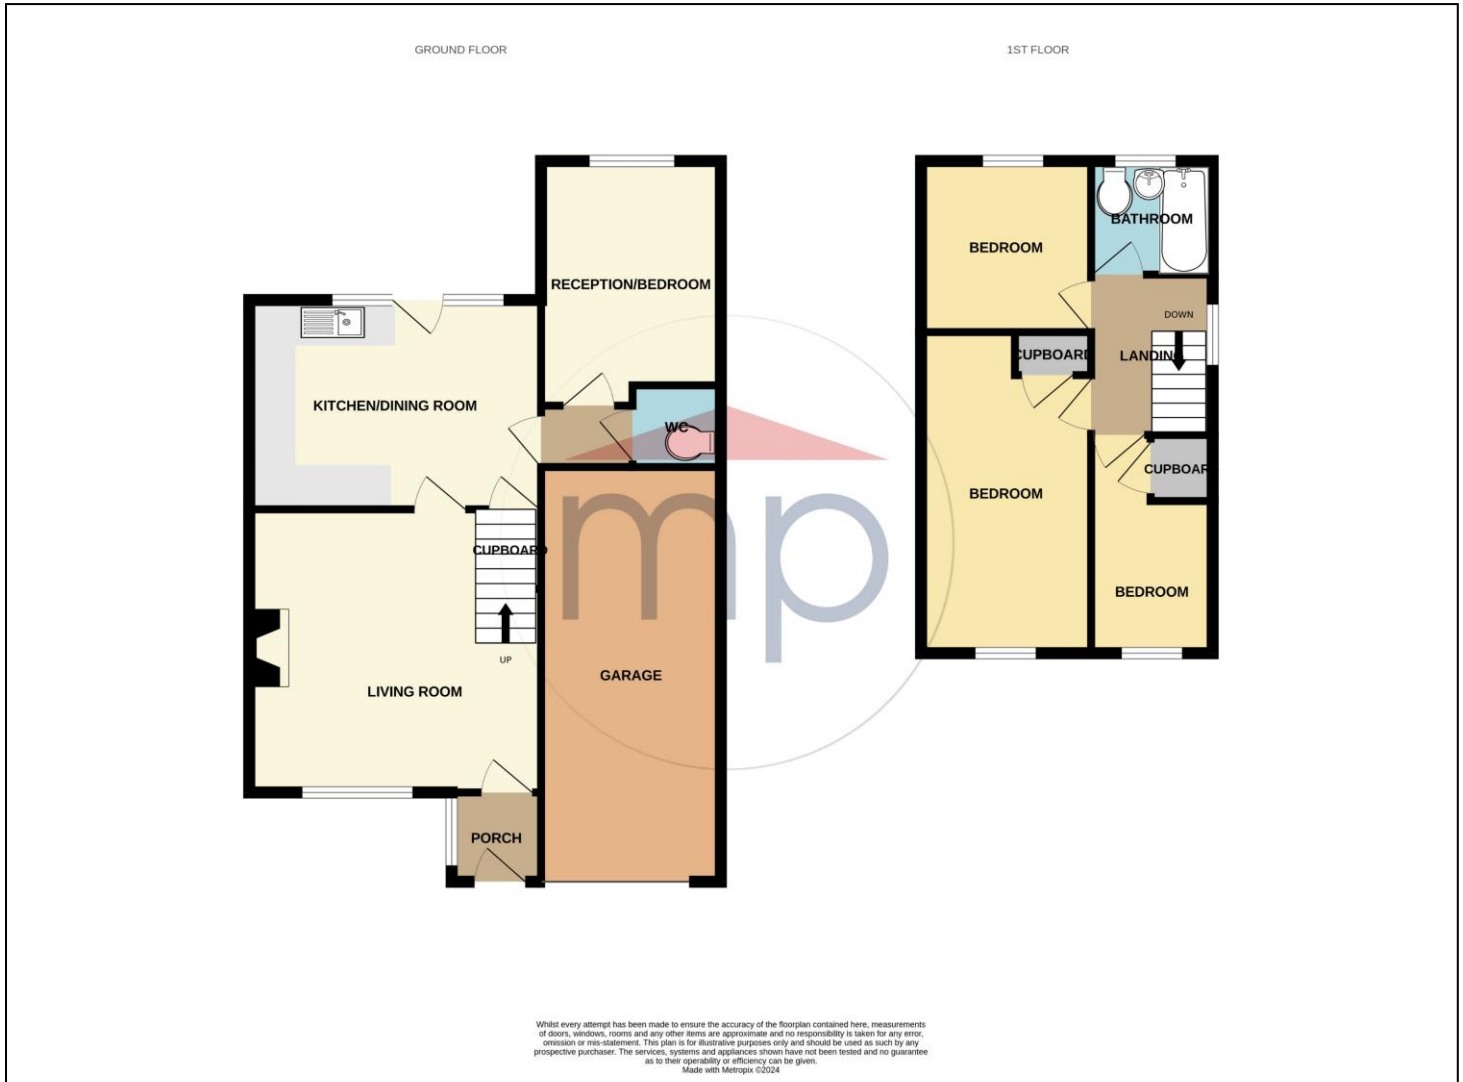 GROUND FLOOR
1ST FLOOR
RECEPTION/BEDROOM
KITCHEN/DINING ROOM
WC
CUPBOARD
UP
LIVING ROOM
GARAGE
PORCH
BEDROOM
BATHROOM
DOWN
CUPBOARD
LANDING
BEDROOM
CUPBOARD
BEDROOM
mp
Whilst every attempt has been made to ensure the accuracy of the floorplan contained here, measurements
of doors, windows, rooms and any other items are approximate and no responsibility is taken for any error,
omission or mis-statement. This plan is for illustrative purposes only and should be used as such by any
prospective purchaser. The services, systems and appliances shown have not been tested and no guarantee
as to their operability or efficiency can be given.
Made with Metropix ©2024